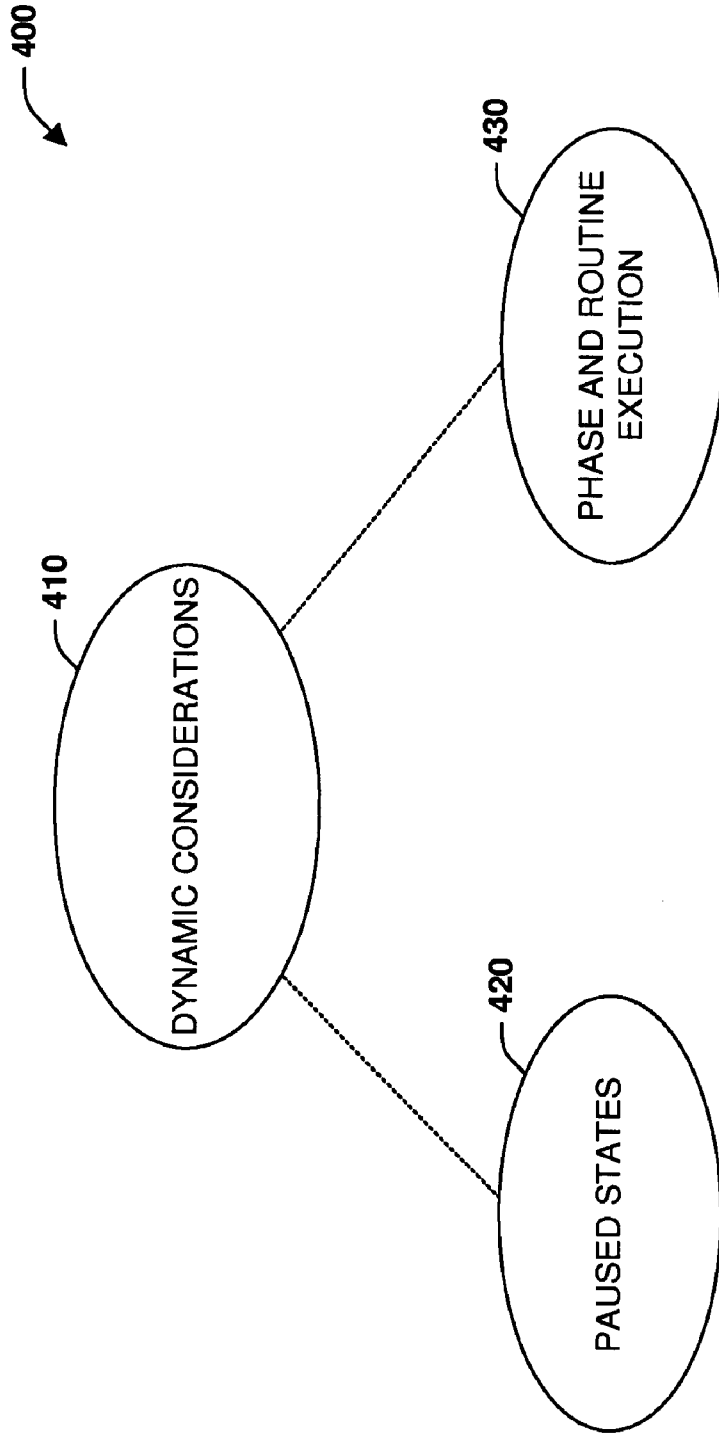 400
410
DYNAMIC CONSIDERATIONS
420
PAUSED STATES
430
PHASE AND ROUTINE
EXECUTION